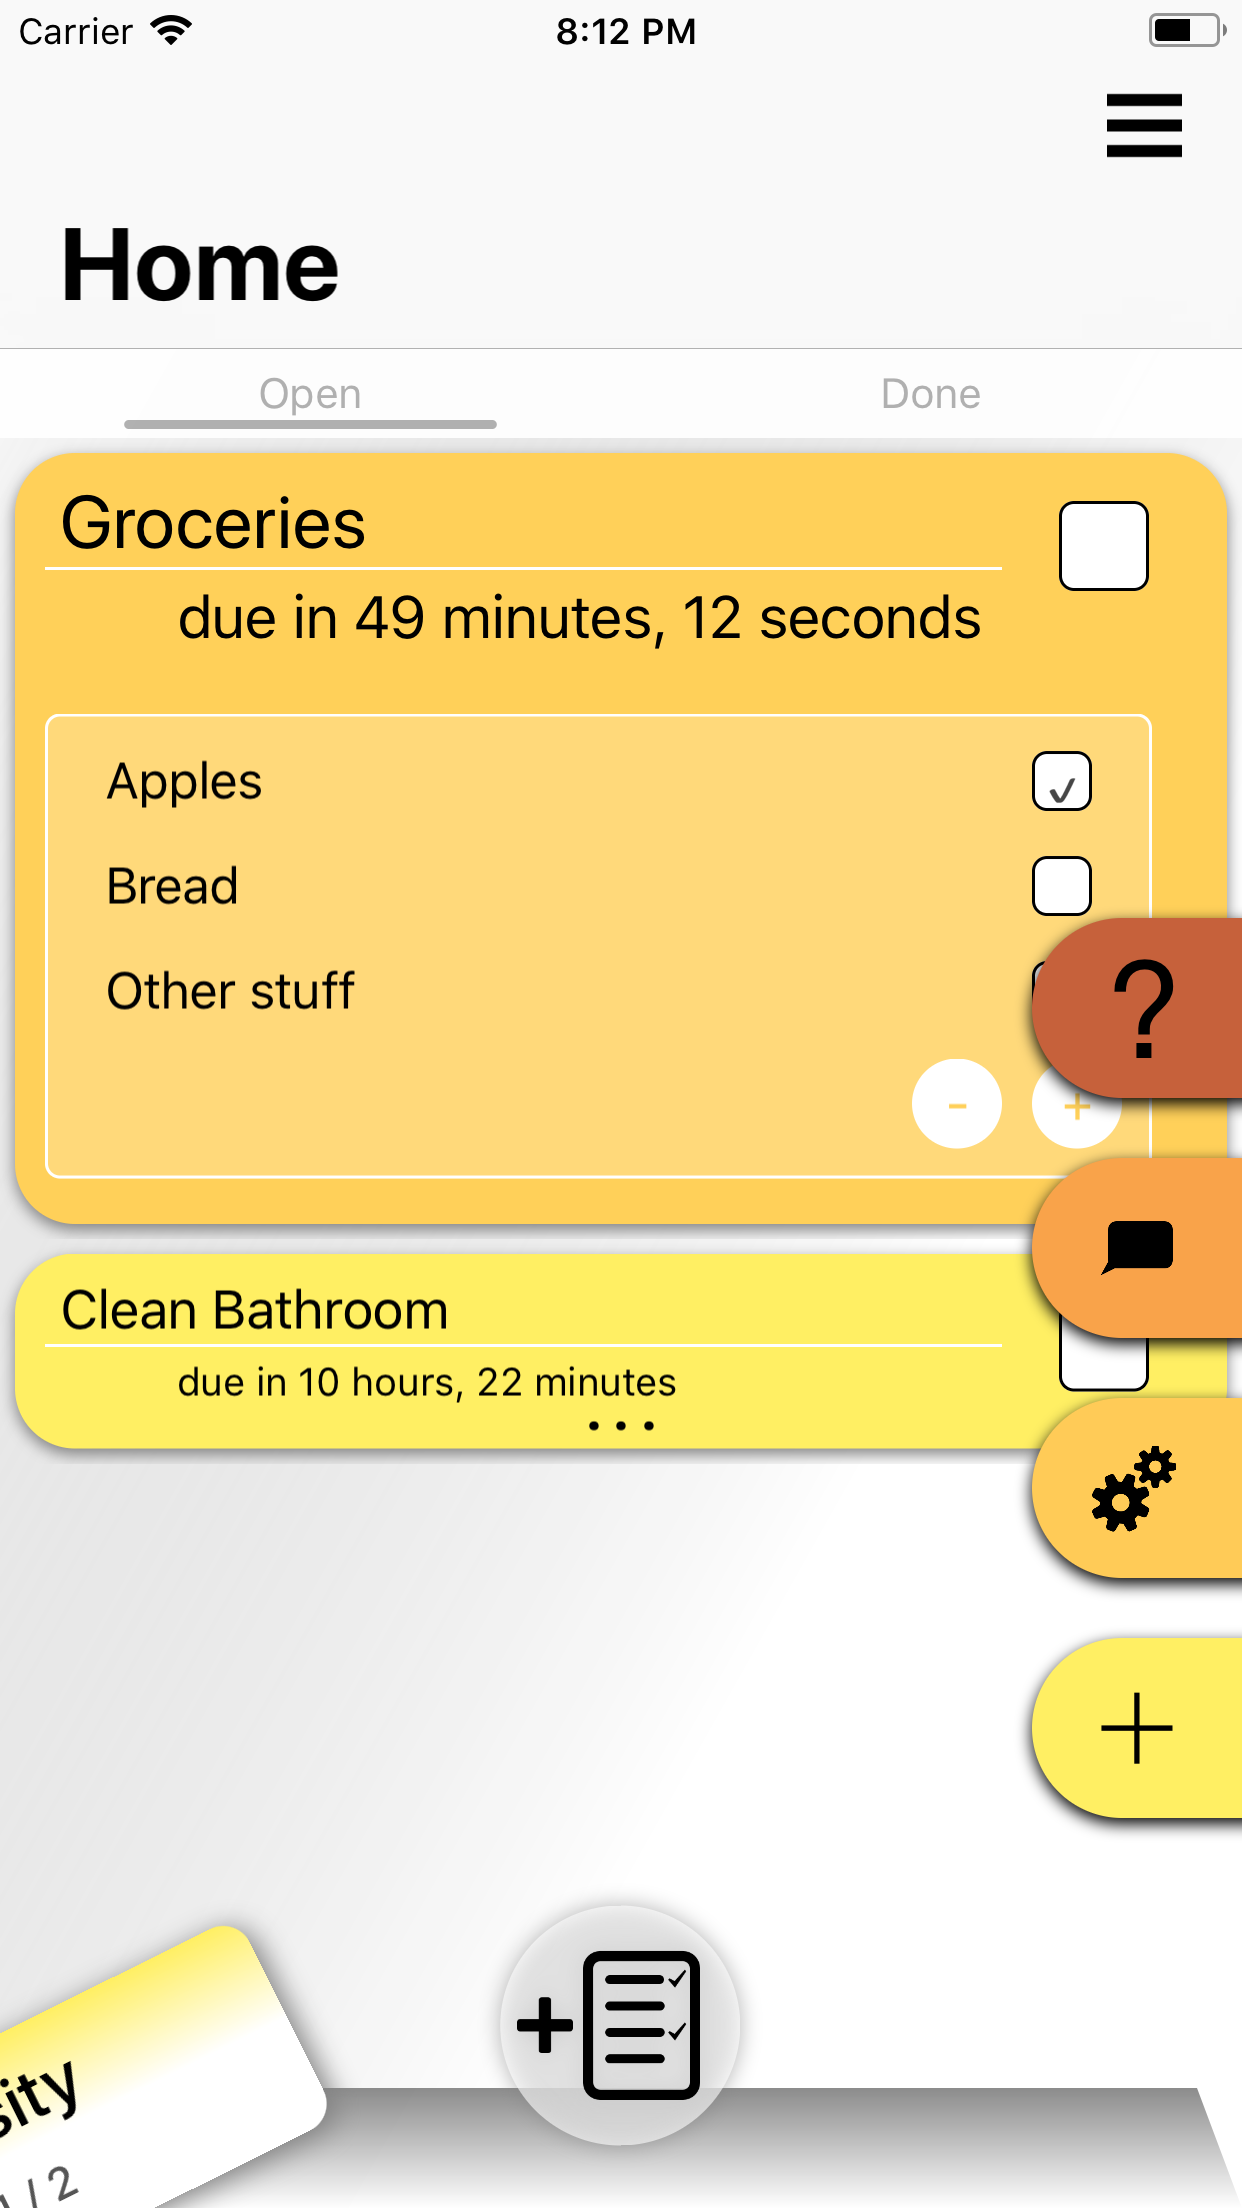 Carrier
8:12 PM
Home
Open
Done
Groceries
due in 49 minutes, 12 seconds
Apples
Bread
Other stuff
?
-
+
Clean Bathroom
due in 10 hours, 22 minutes
...
sity
/ 2